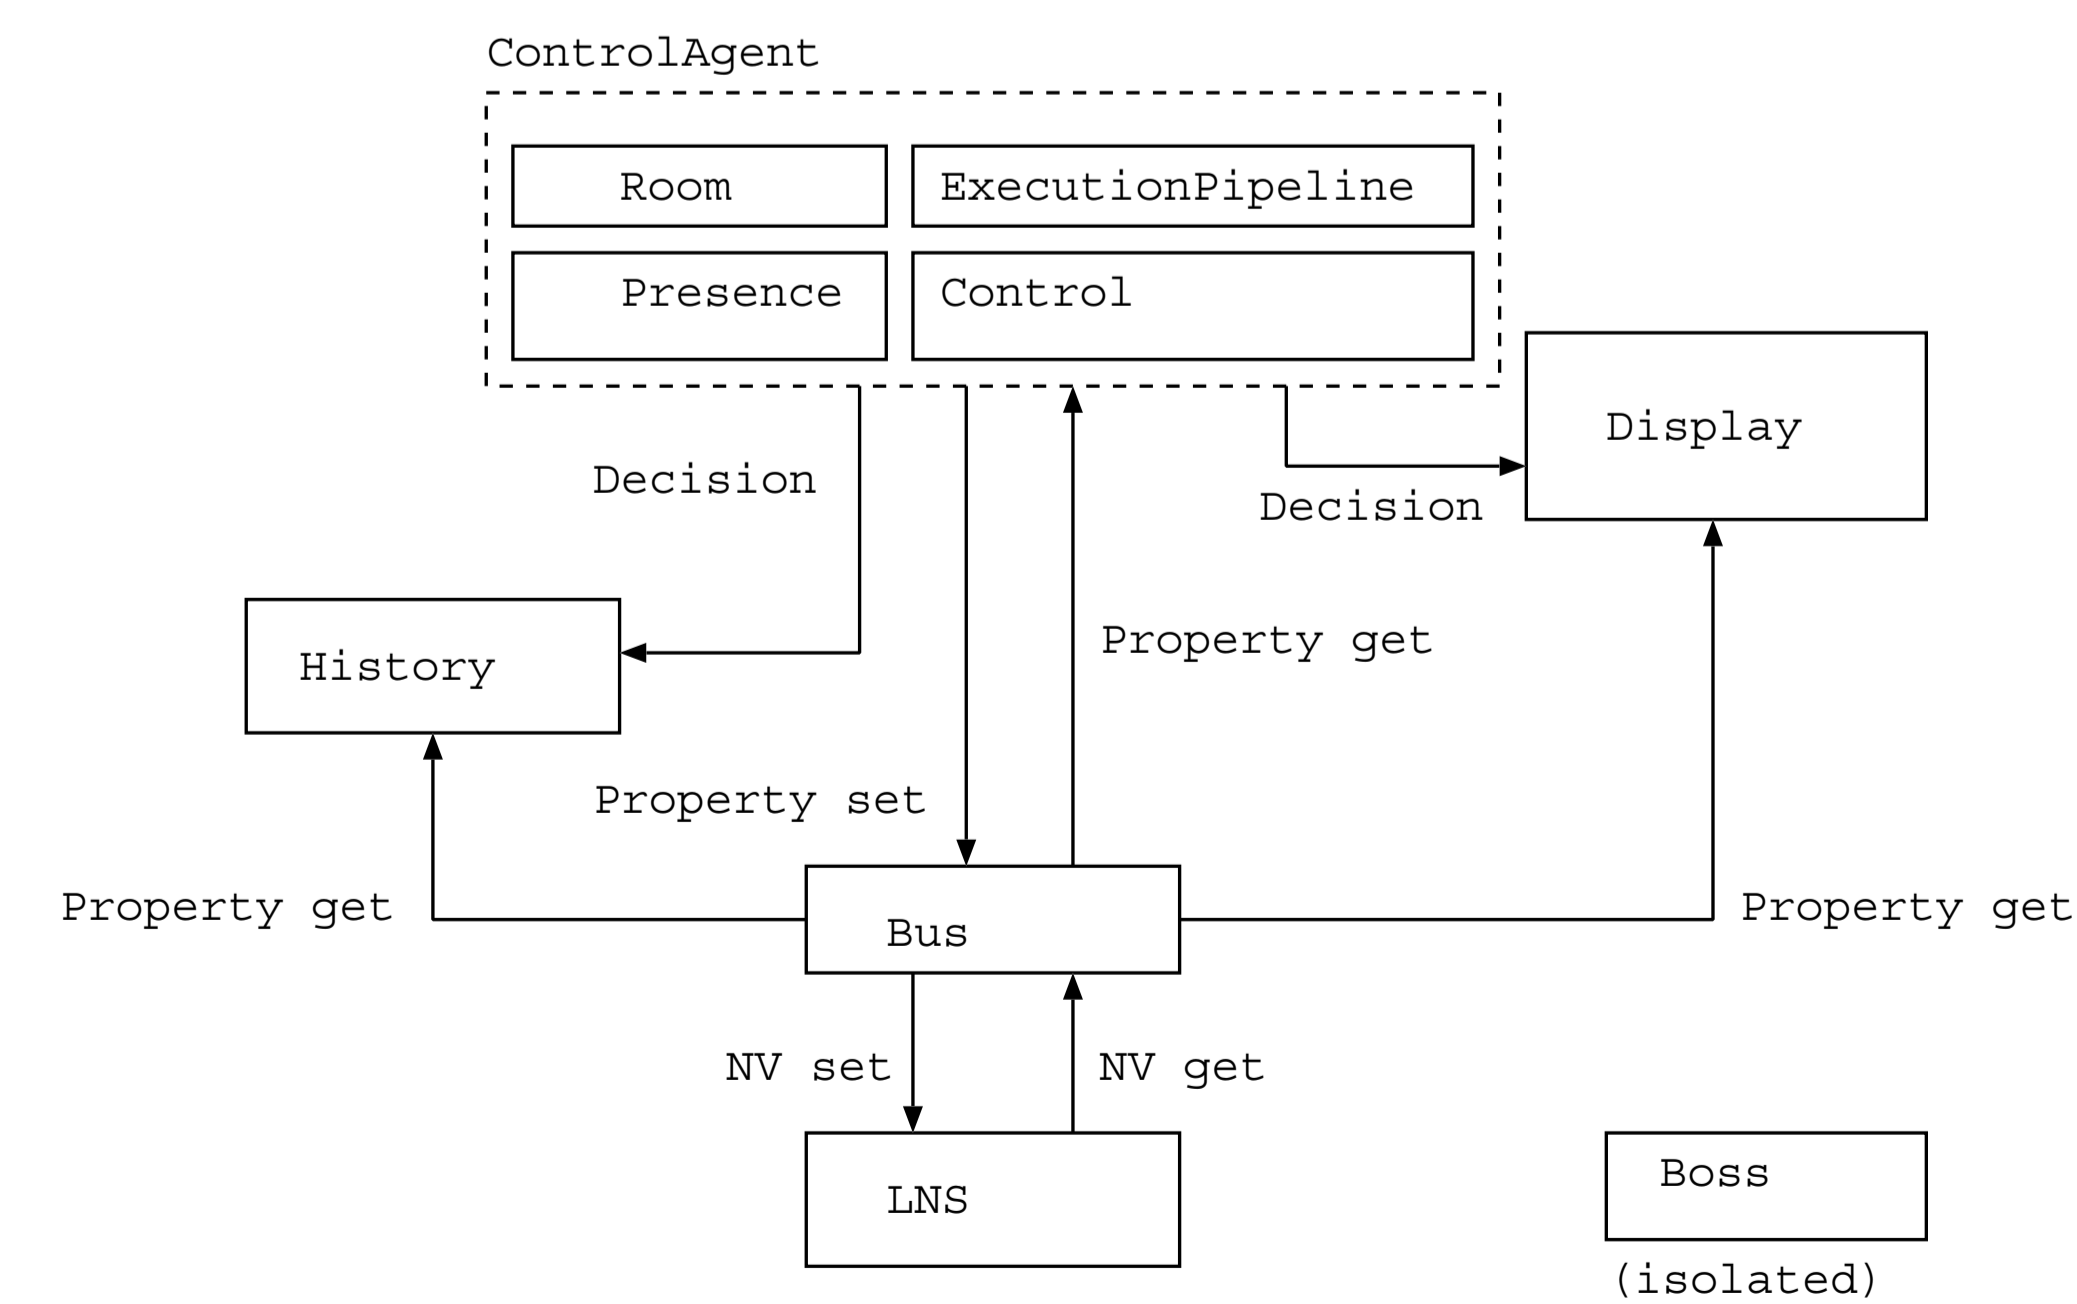 ControlAgent
Room
ExecutionPipeline
Presence
Control
Display
Decision
Decision
Property get
History
Property set
Property get
Bus
Property get
NV set
NV get
LNS
Boss
(isolated)